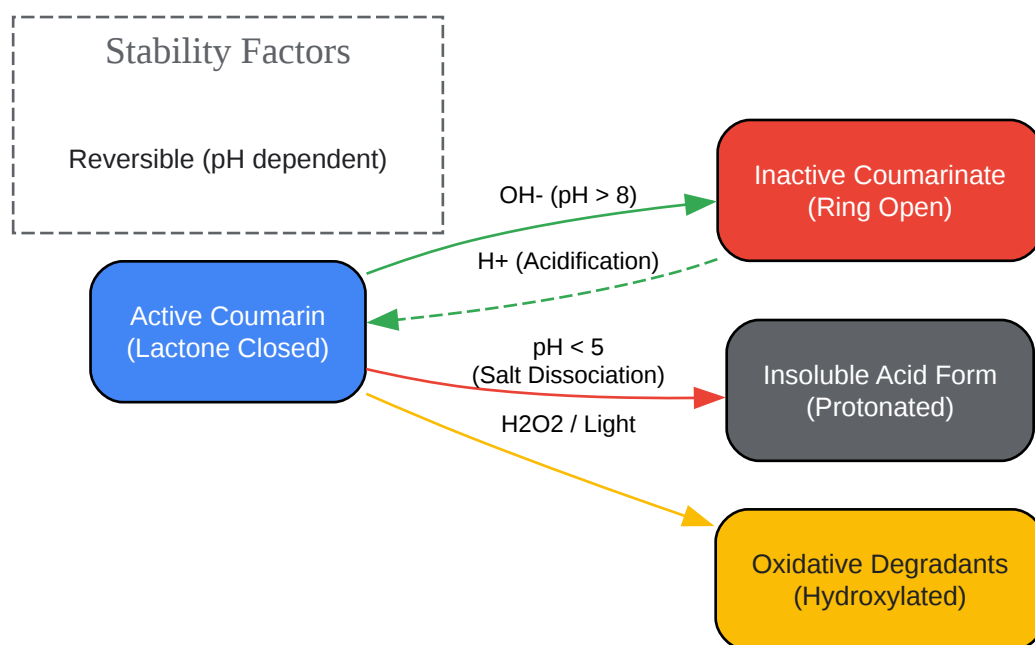 Stability Factors
Reversible (pH dependent)
OH- (pH > 8)
Inactive Coumarinate
(Ring Open)
H+ (Acidification)
Active Coumarin
(Lactone Closed)
pH < 5
(Salt Dissociation)
Insoluble Acid Form
(Protonated)
H2O2 / Light
Oxidative Degradants
(Hydroxylated)